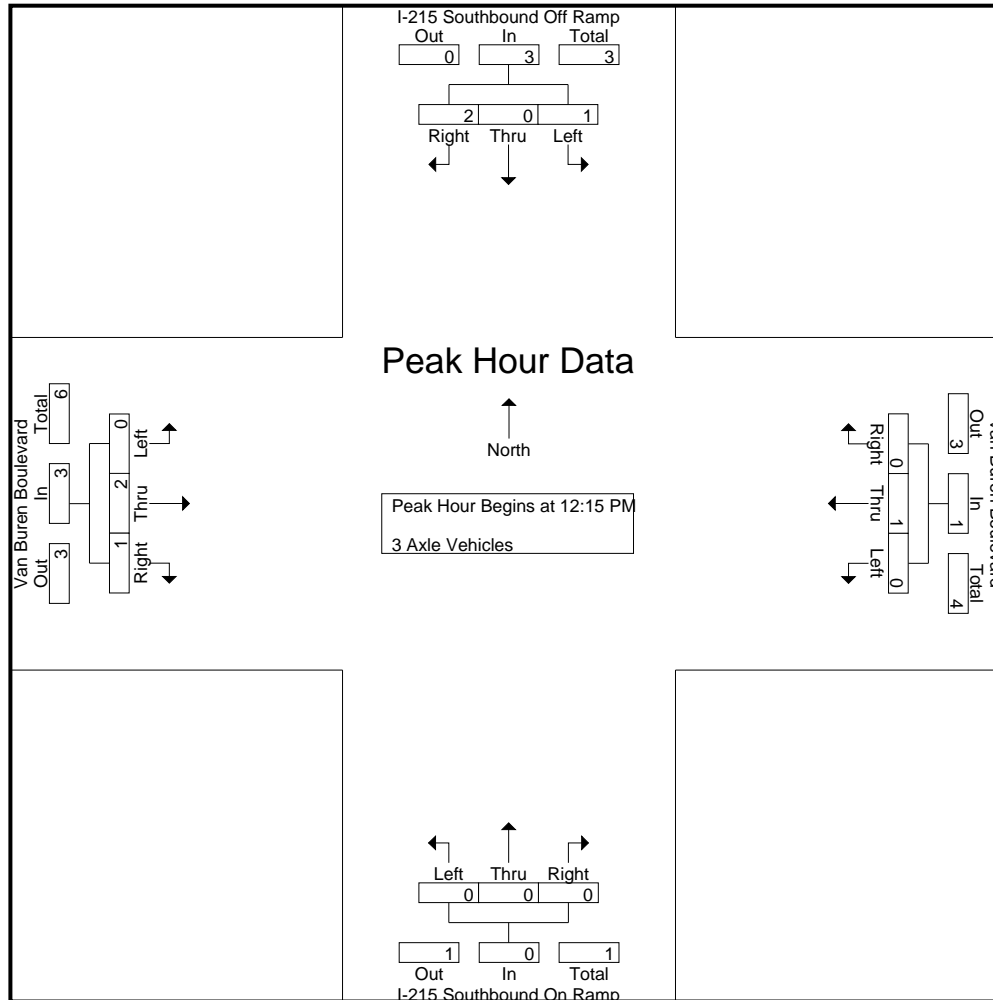 I-215 Southbound Off Ramp
Out In Total
0 3 3
2 0 1
Right Thru Left
Peak Hour Data
North
Peak Hour Begins at 12:15 PM
3 Axle Vehicles
Van Buren Boulevard
Total In Out
6 3 3
0 2 1
Left Thru Right
Right Thru Left
0 1 0
3 1 4
Out In Total
Van Buren Boulevard
Left Thru Right
0 0 0
1 0 1
Out In Total
I-215 Southbound On Ramp